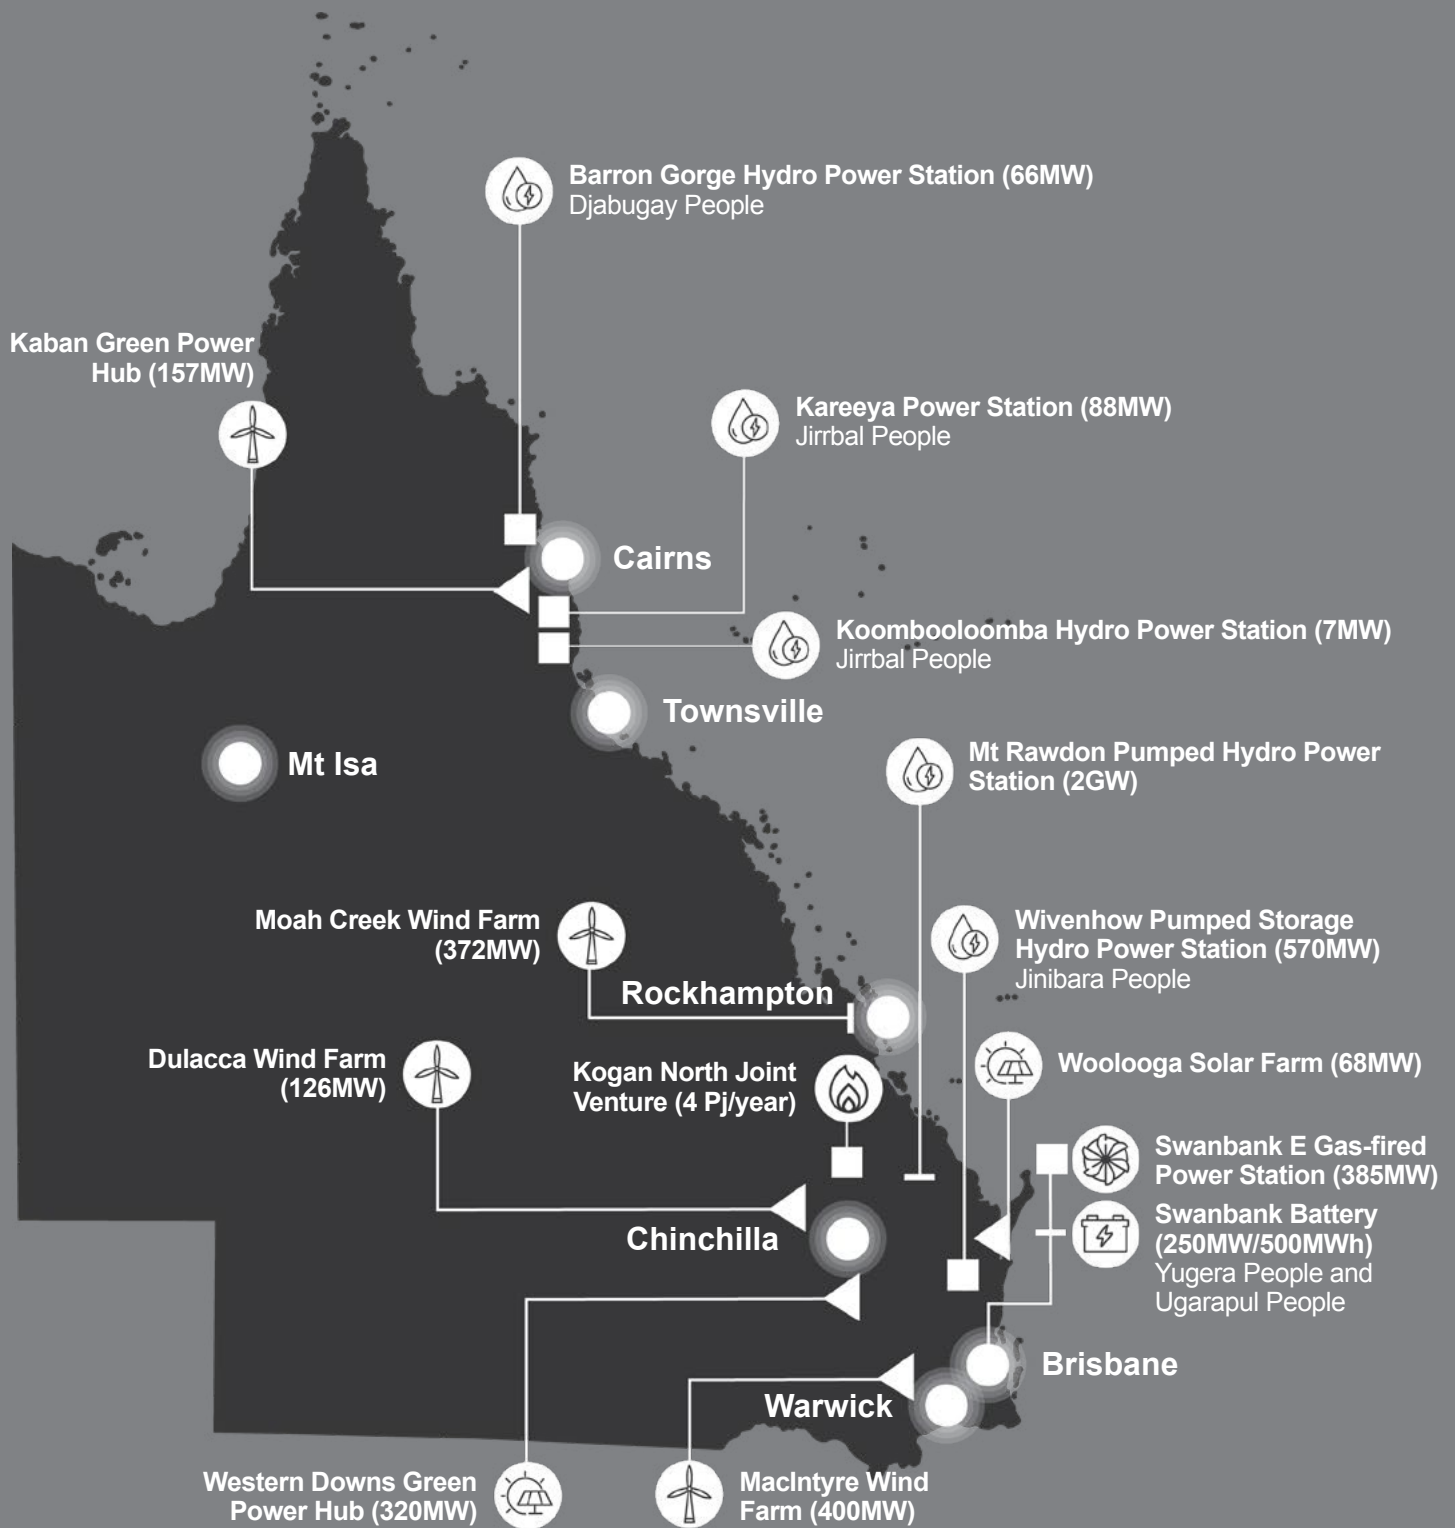 Barron Gorge Hydro Power Station (66MW)
Djabugay People
Kaban Green Power
Hub (157MW)
Kareeya Power Station (88MW)
Jirrbal People
Cairns
Koombooloomba Hydro Power Station (7MW)
Jirrbal People
Townsville
Mt Isa
Mt Rawdon Pumped Hydro Power
Station (2GW)
Moah Creek Wind Farm
(372MW)
Wivenhow Pumped Storage
Hydro Power Station (570MW)
Jinibara People
Rockhampton
Dulacca Wind Farm
(126MW)
Kogan North Joint
Venture (4 Pj/year)
Woolooga Solar Farm (68MW)
Swanbank E Gas-fired
Power Station (385MW)
Swanbank Battery
(250MW/500MWh)
Yugera People and
Ugarapul People
Chinchilla
Brisbane
Warwick
Western Downs Green
Power Hub (320MW)
MacIntyre Wind
Farm (400MW)